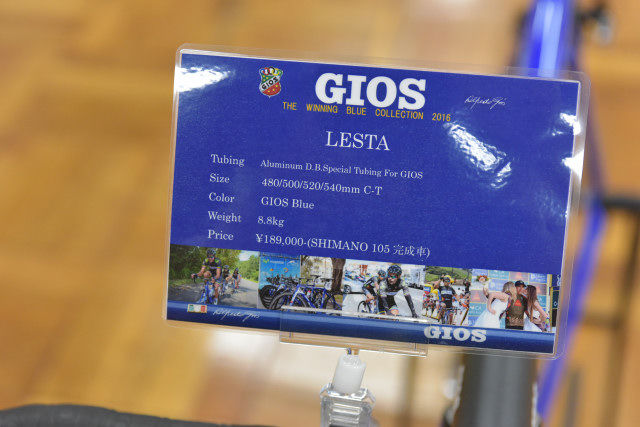 GIOS
GIOS
THE WINNING BLUE COLLECTION 2016
LESTA
Tubing Aluminum D.B.Special Tubing For GIOS
Size 480/500/520/540mm C-T
Color GIOS Blue
Weight 8.8kg
Price ¥189,000-(SHIMANO 105 完成車)
GIOS